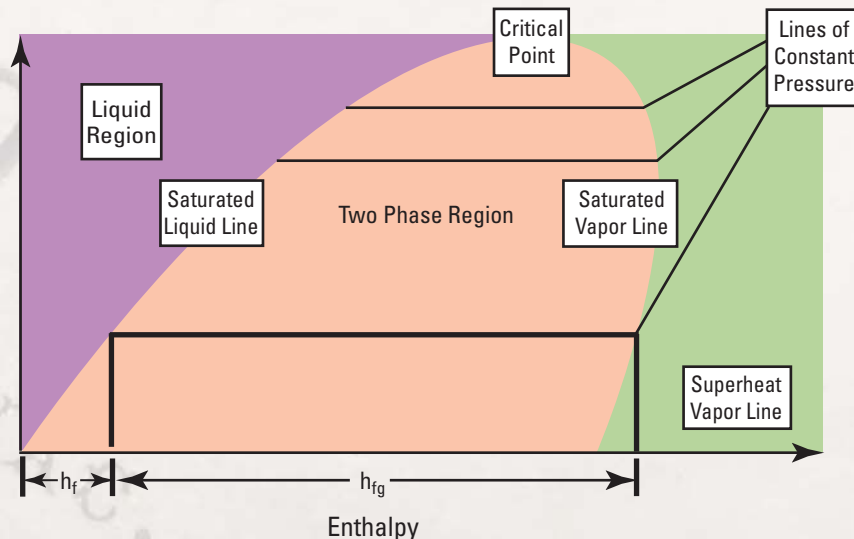 Critical
Point
Lines of
Constant
Pressure
Liquid
Region
Saturated
Liquid Line
Two Phase Region
Saturated
Vapor Line
Superheat
Vapor Line
hf
hfg
Enthalpy